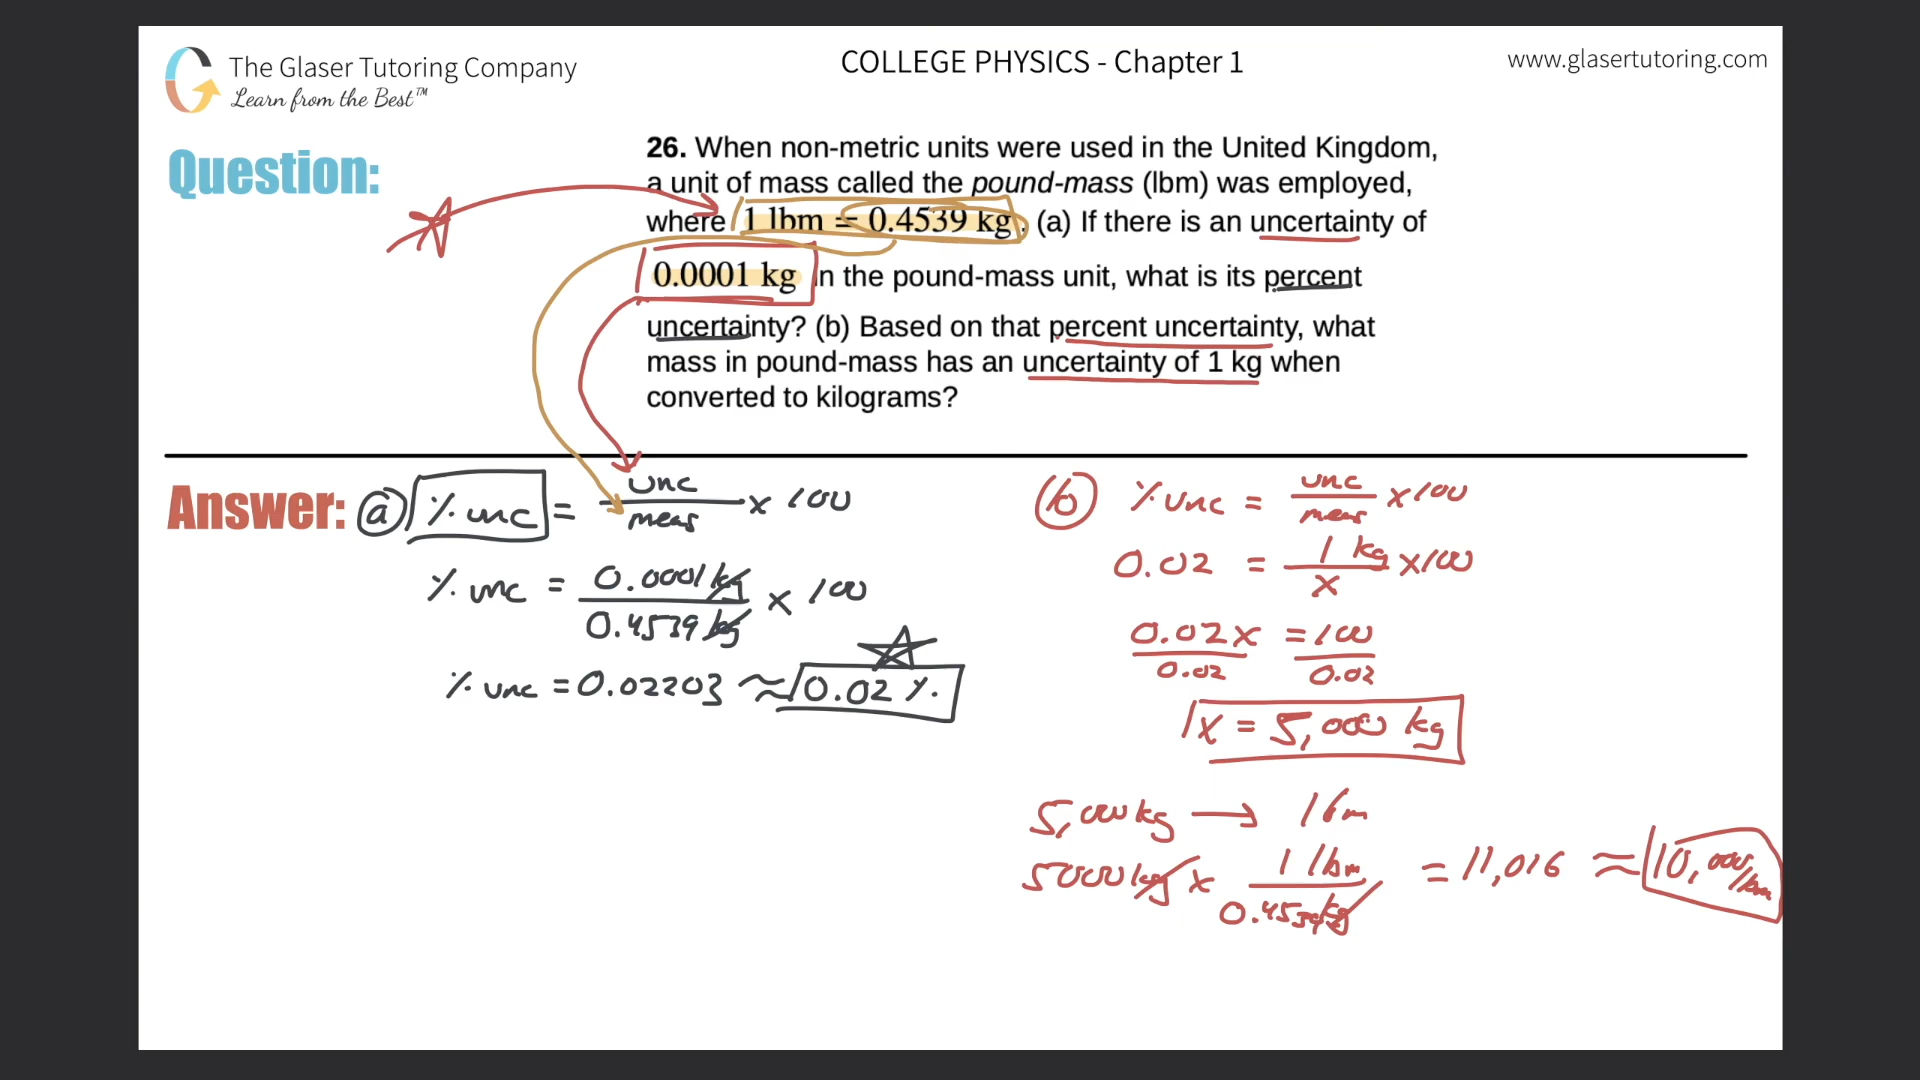 The Glaser Tutoring Company
Learn from the Best™
COLLEGE PHYSICS - Chapter 1
www.glasertutoring.com
Question:
26. When non-metric units were used in the United Kingdom,
a unit of mass called the pound-mass (lbm) was employed,
where 1 lbm = 0.4539 kg . (a) If there is an uncertainty of
0.0001 kg in the pound-mass unit, what is its percent
uncertainty? (b) Based on that percent uncertainty, what
mass in pound-mass has an uncertainty of 1 kg when
converted to kilograms?
Answer:
(a) % unc = unc / meas x 100
% unc = 0.0001 kg / 0.4539 kg x 100
% unc = 0.02203 ≈ 0.02 %.
(b) % unc = unc / meas x 100
0.02 = 1 kg / x x 100
0.02x = 100
0.02 0.02
x = 5,000 kg
5,000 kg → lbm
5000 kg x 1 lbm / 0.4539 kg = 11,016 ≈ 10,000 lbm